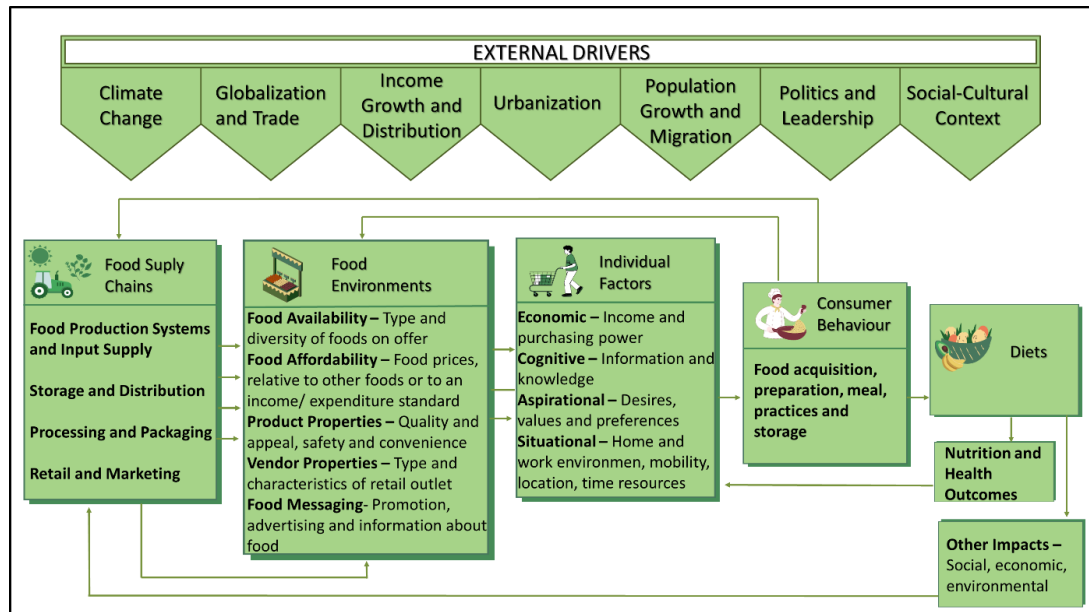 EXTERNAL DRIVERS
Climate
Change
Globalization
and Trade
Income
Growth and
Distribution
Urbanization
Population
Growth and
Migration
Politics and
Leadership
Social-Cultural
Context
Food Suply
Chains
Food Production Systems
and Input Supply
Storage and Distribution
Processing and Packaging
Retail and Marketing
Food
Environments
Food Availability – Type and
diversity of foods on offer
Food Affordability – Food prices,
relative to other foods or to an
income/ expenditure standard
Product Properties – Quality and
appeal, safety and convenience
Vendor Properties – Type and
characteristics of retail outlet
Food Messaging- Promotion,
advertising and information about
food
Individual
Factors
Economic – Income and
purchasing power
Cognitive – Information and
knowledge
Aspirational – Desires,
values and preferences
Situational – Home and
work environmen, mobility,
location, time resources
Consumer
Behaviour
Food acquisition,
preparation, meal,
practices and
storage
Diets
Nutrition and
Health
Outcomes
Other Impacts –
Social, economic,
environmental